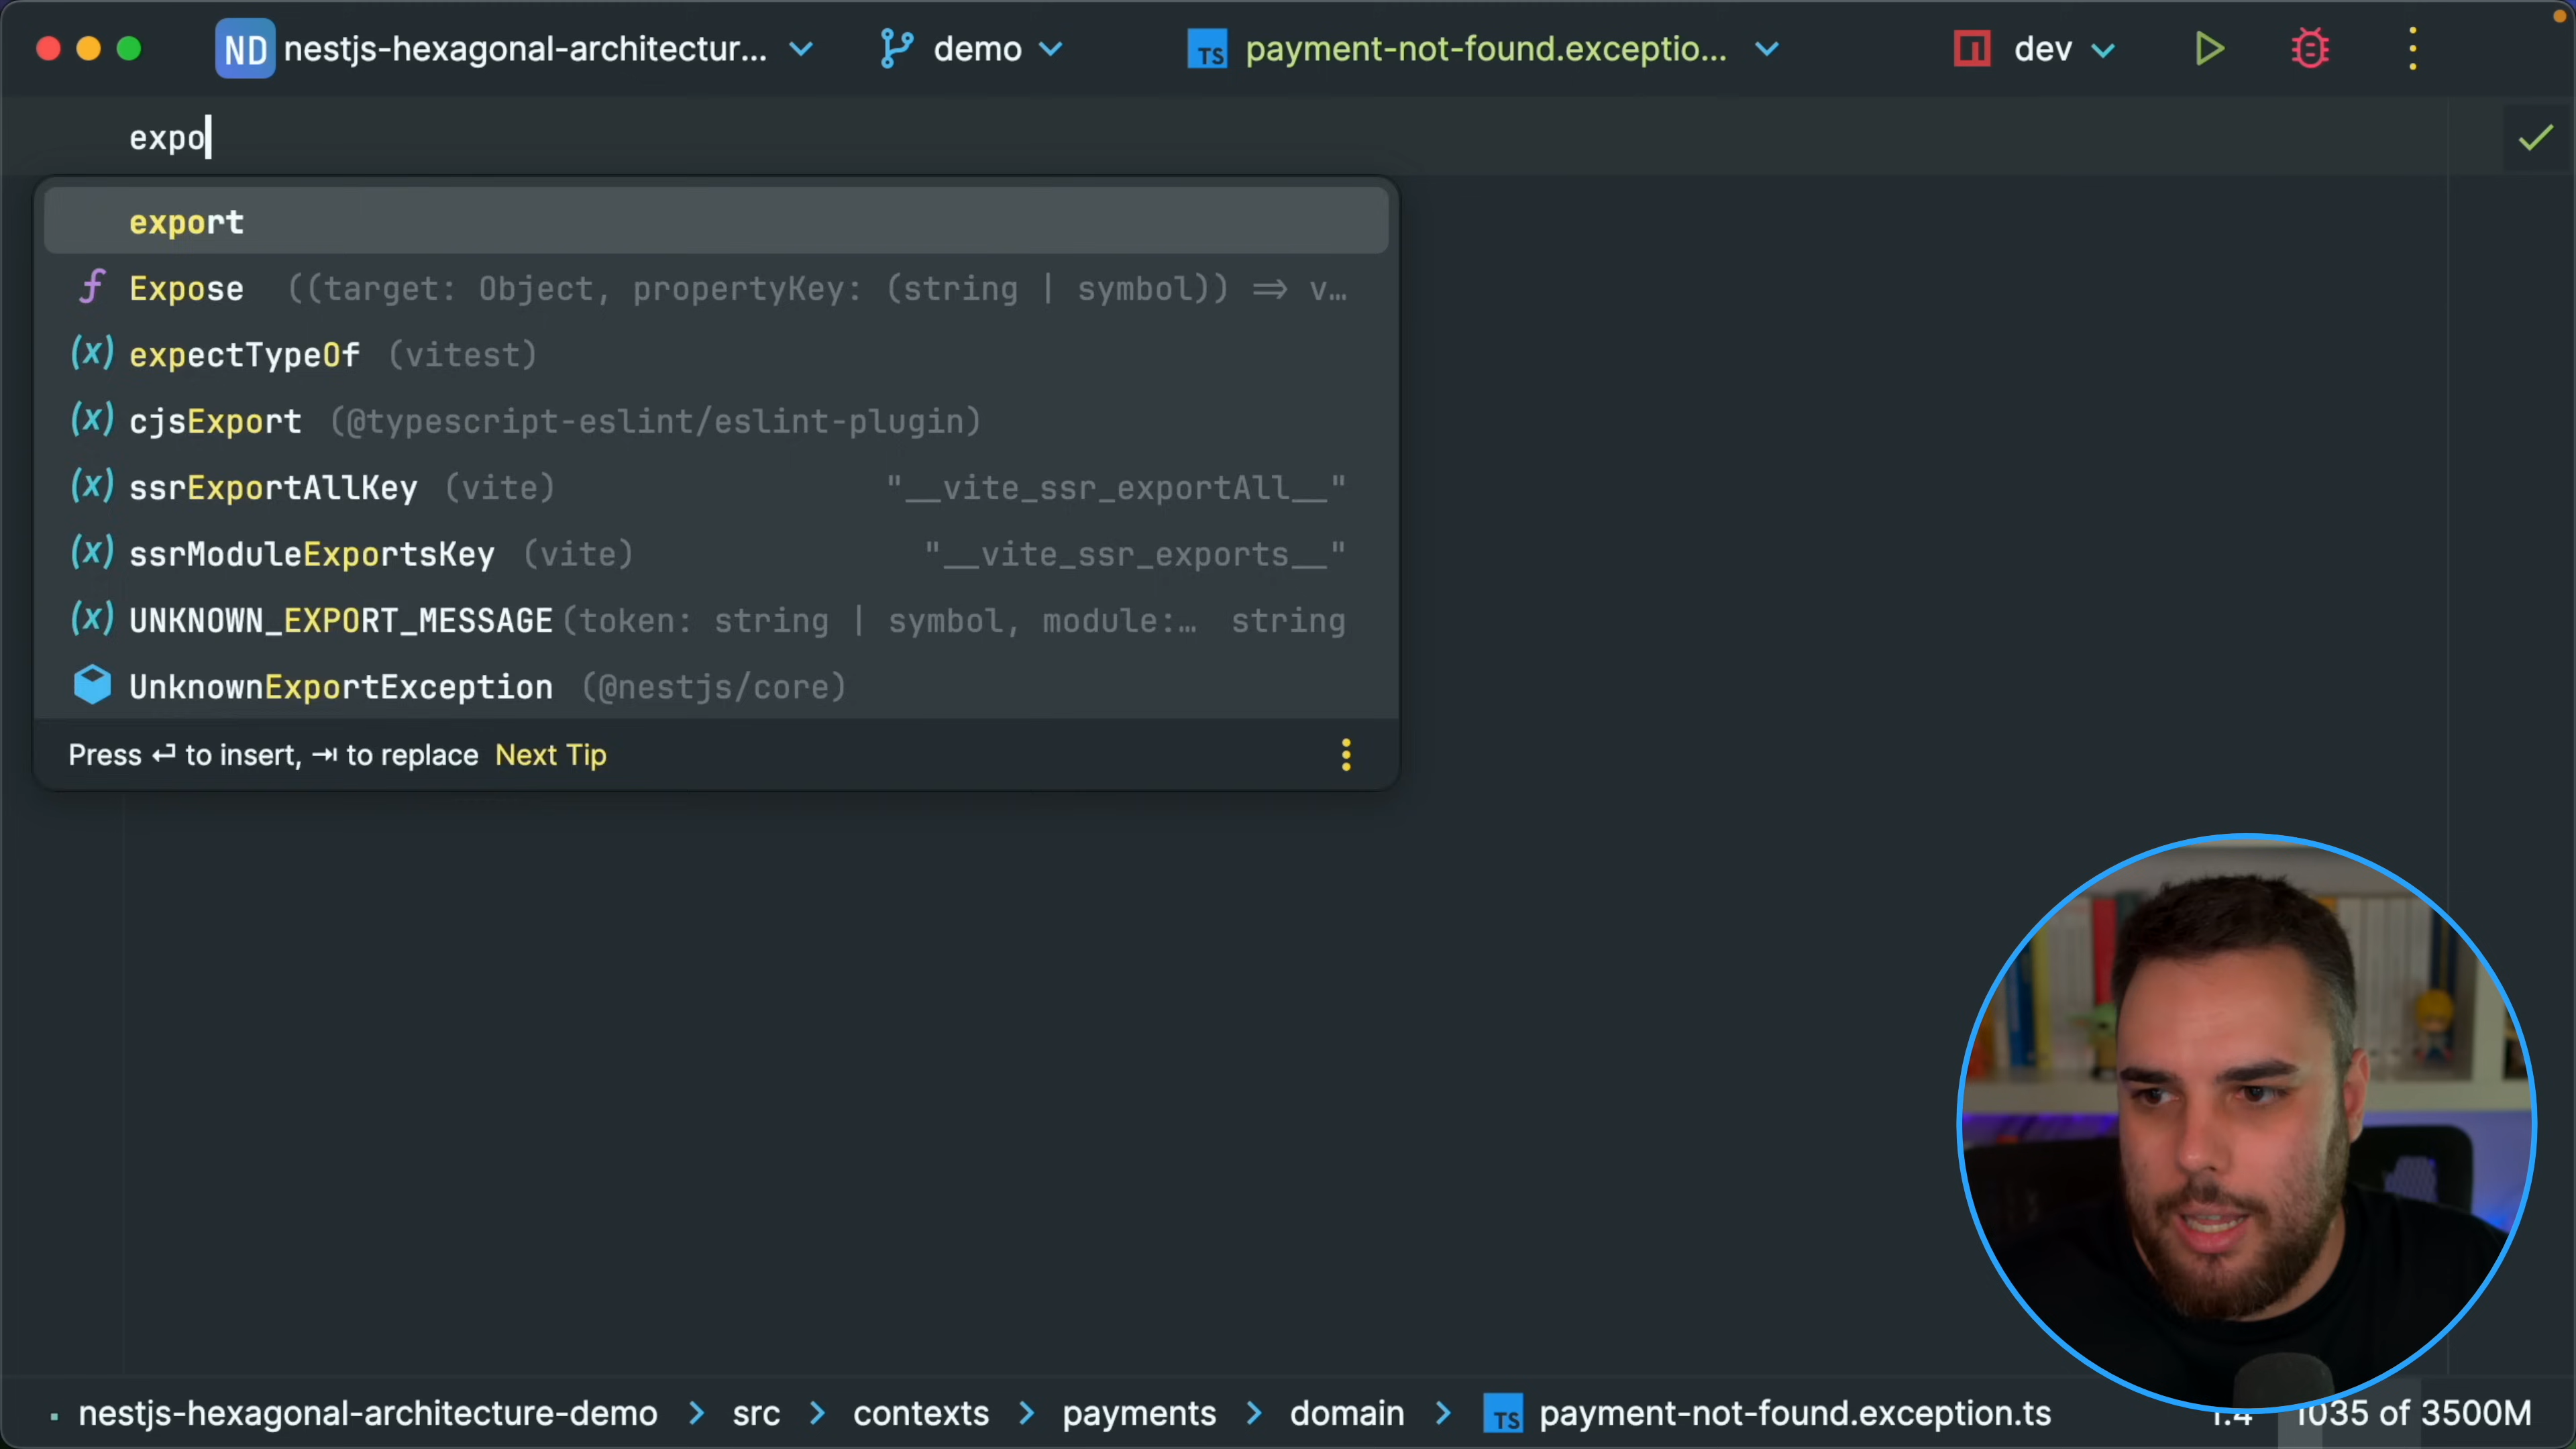 ND nestjs-hexagonal-architectur... demo TS payment-not-found.exceptio... dev
expo
export
f Expose ((target: Object, propertyKey: (string | symbol)) => v...
(x) expectTypeOf (vitest)
(x) cjsExport (@typescript-eslint/eslint-plugin)
(x) ssrExportAllKey (vite) "__vite_ssr_exportAll__"
(x) ssrModuleExportsKey (vite) "__vite_ssr_exports__"
(x) UNKNOWN_EXPORT_MESSAGE (token: string | symbol, module:... string
UnknownExportException (@nestjs/core)
Press ↵ to insert, ⇥ to replace Next Tip
nestjs-hexagonal-architecture-demo > src > contexts > payments > domain > TS payment-not-found.exception.ts 1035 of 3500M